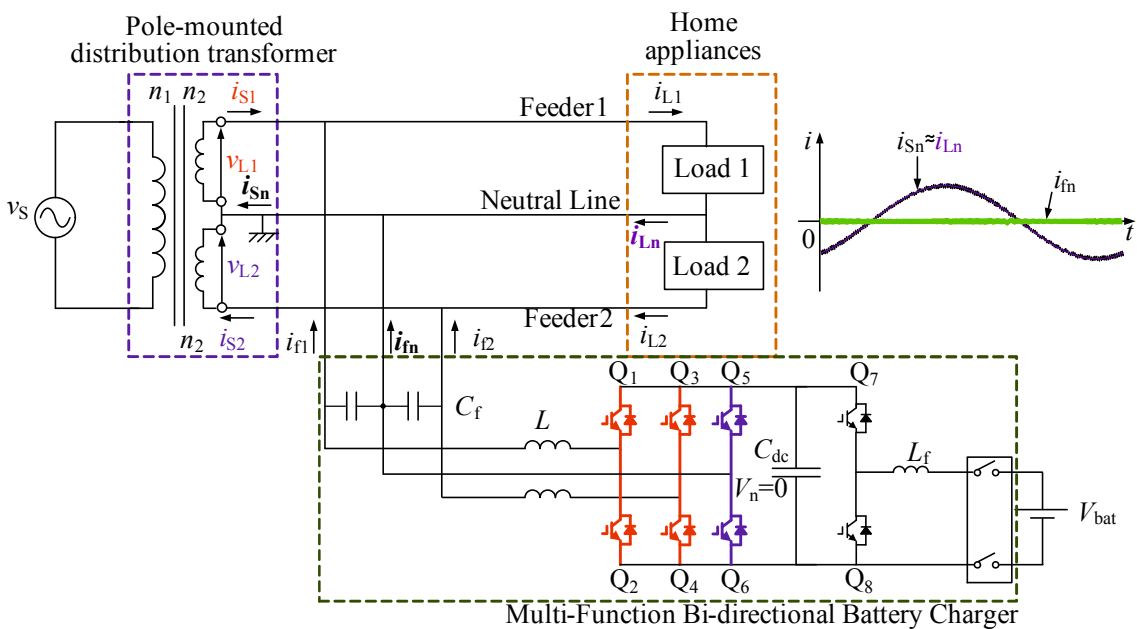 Pole-mounted
distribution transformer
Home
appliances
n1 n2 iS1
Feeder1
iL1
vL1
Load 1
iSn≈iLn
i
ifn
vS
iSn
Neutral Line
iLn
0
t
vL2
Load 2
Feeder2
n2 iS2
if1
ifn
if2
iL2
Q1 Q3 Q5 Q7
Cf
L
Cdc
Lf
Vn=0
Vbat
Q2 Q4 Q6 Q8
Multi-Function Bi-directional Battery Charger